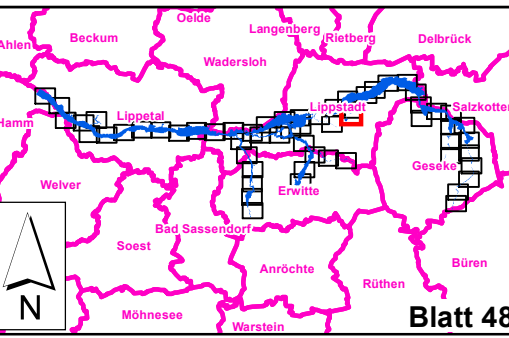 Oelde
Langenberg
Rietberg
Delbrück
Beckum
Ahlen
Wadersloh
Lippstadt
Salzkotten
Lippetal
Hamm
Geseke
Welver
Erwitte
Bad Sassendorf
Soest
Anröchte
Büren
Rüthen
N
Möhnesee
Warstein
Blatt 48